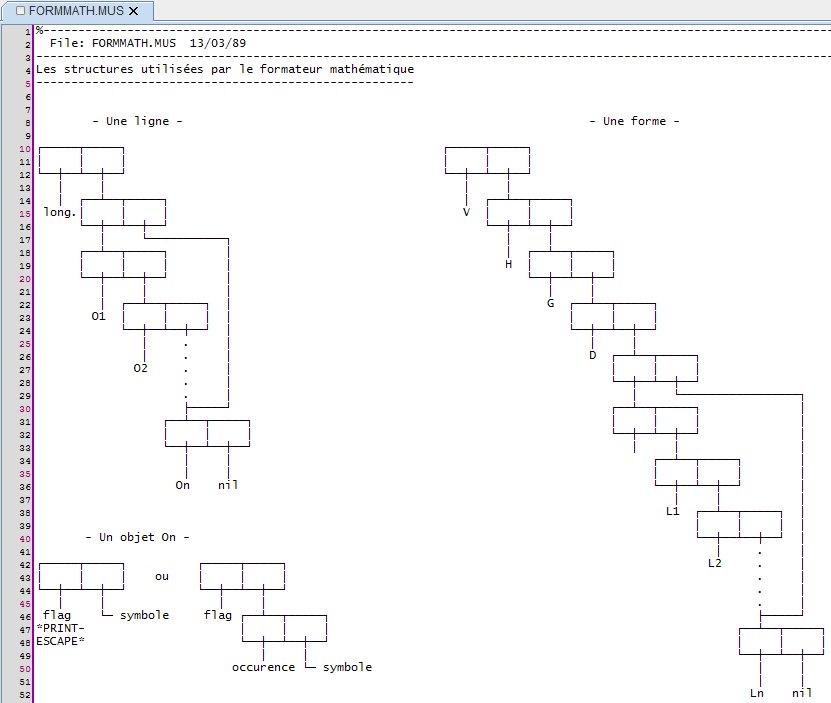 FORMMATH.MUS
1 %
2 File: FORMMATH.MUS 13/03/89
3
4 Les structures utilisées par le formateur mathématique
5
6
7
8 - Une ligne - - Une forme -
9
10
11
12
13
14
15 long. V
16
17
18
19 H
20
21
22 G
23 O1
24
25
26 D
27 O2
28
29
30
31
32
33
34
35
36 On nil
37
38 L1
39
40 - Un objet On -
41
42 L2
43 ou
44
45
46 flag symbole flag
47 *PRINT-
48 ESCAPE*
49
50 occurence symbole
51
52 Ln nil